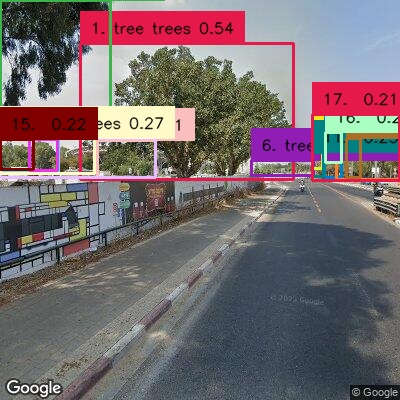 1. tree trees 0.54
17. 0.21
15. 0.22
ees 0.27
1
16. 0.2
6. tree
© 2023 Google
Google
© Google